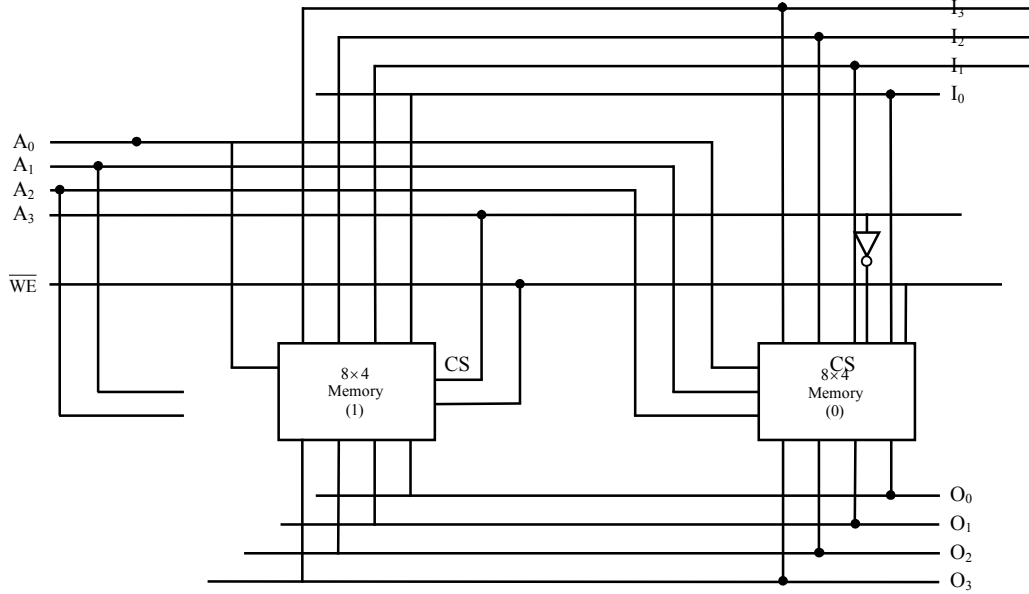 I₃
I₂
I₁
I₀
A₀
A₁
A₂
A₃
W̅E̅
CS
8×4
Memory
(1)
CS
8×4
Memory
(0)
O₀
O₁
O₂
O₃